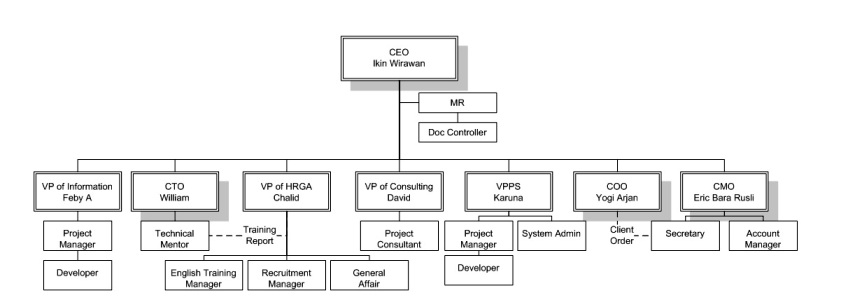 CEO
Ikin Wirawan
MR
Doc Controller
VP of Information
Feby A
CTO
William
VP of HRGA
Chalid
VP of Consulting
David
VPPS
Karuna
COO
Yogi Arjan
CMO
Eric Bara Rusli
Project
Manager
Technical
Mentor
Training
Report
Project
Consultant
Project
Manager
System Admin
Client
Order
Secretary
Account
Manager
Developer
English Training
Manager
Recruitment
Manager
General
Affair
Developer